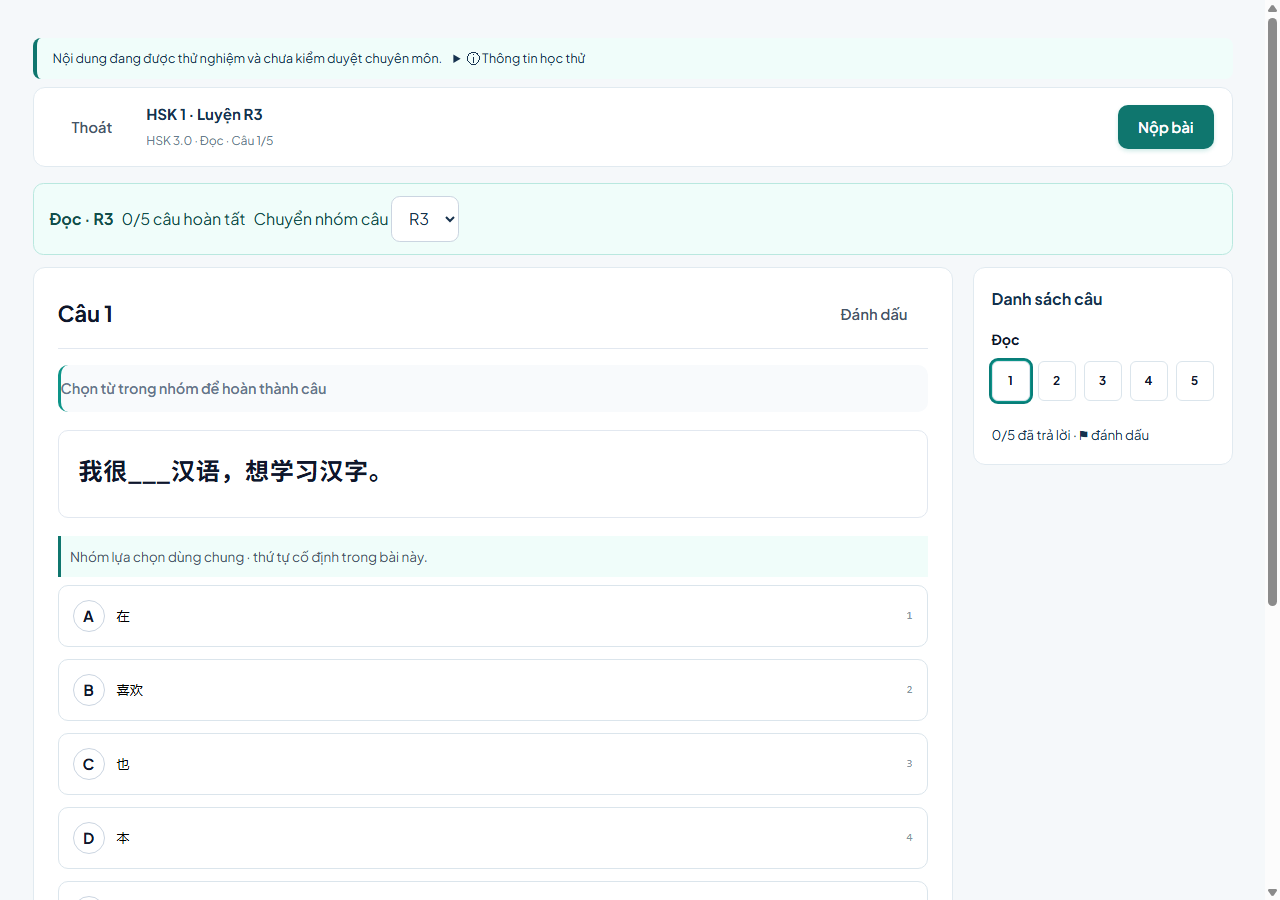 Nội dung đang được thử nghiệm và chưa kiểm duyệt chuyên môn. ▶ ⓘ Thông tin học thử
Thoát
HSK 1 · Luyện R3
HSK 3.0 · Đọc · Câu 1/5
Nộp bài
Đọc · R3 0/5 câu hoàn tất Chuyển nhóm câu R3
Câu 1
Đánh dấu
Chọn từ trong nhóm để hoàn thành câu
我很___汉语，想学习汉字。
Nhóm lựa chọn dùng chung · thứ tự cố định trong bài này.
A 在 1
B 喜欢 2
C 也 3
D 本 4
Danh sách câu
Đọc
1 2 3 4 5
0/5 đã trả lời · ⚑ đánh dấu